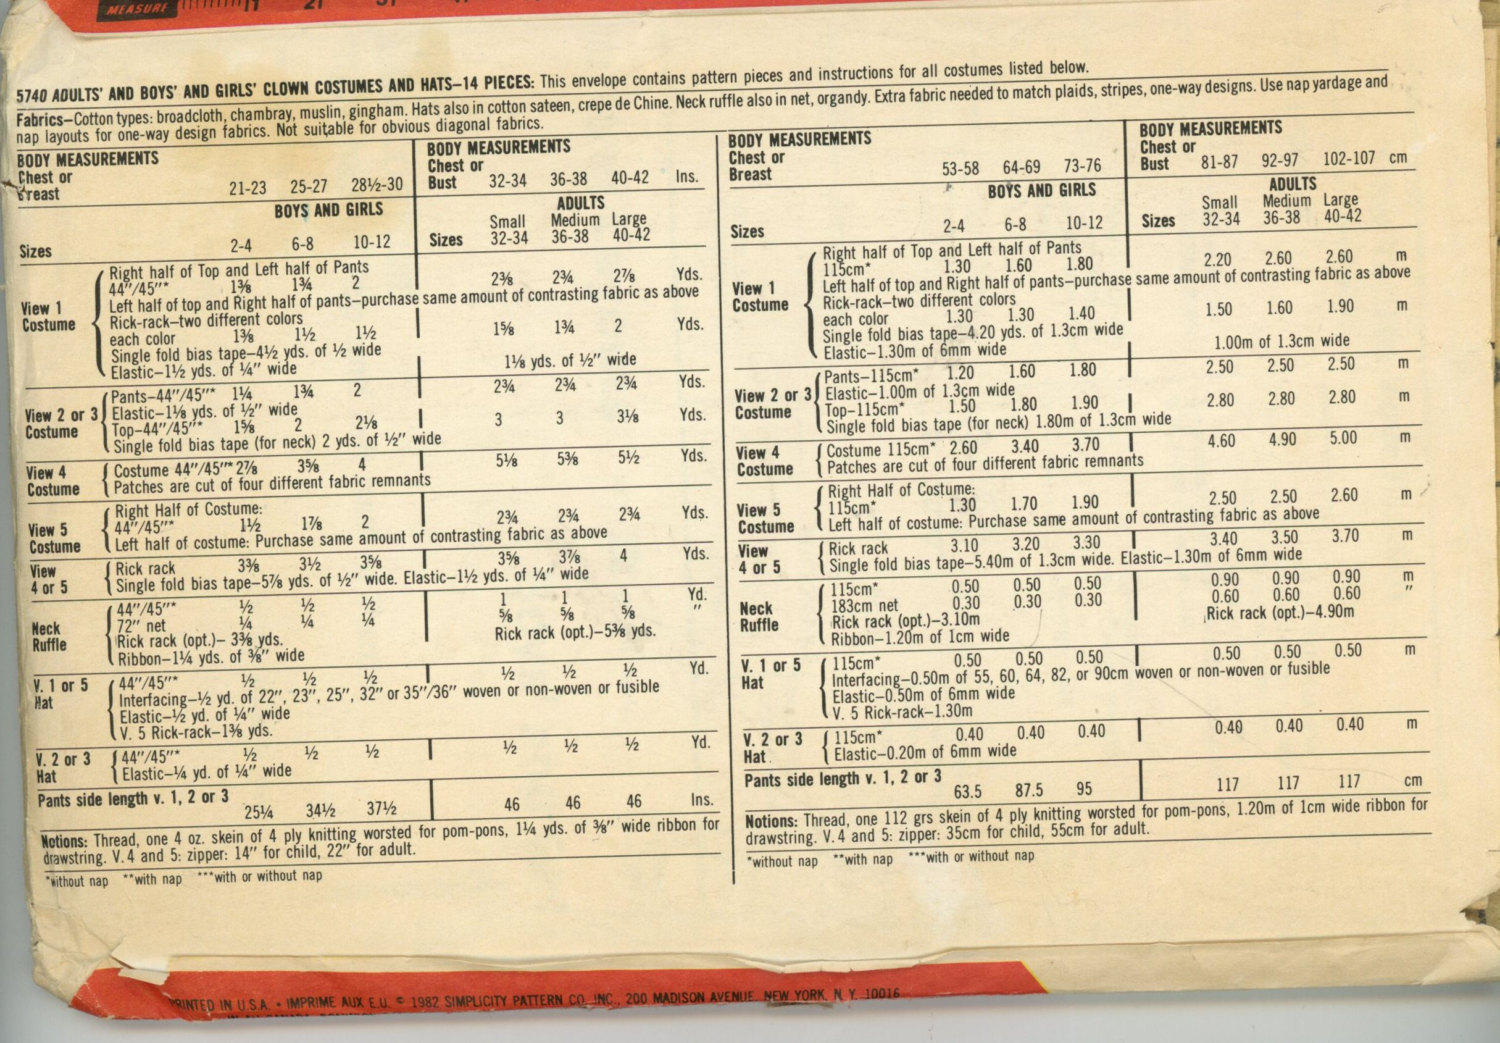 MEASURE
5740 ADULTS' AND BOYS' AND GIRLS' CLOWN COSTUMES AND HATS–14 PIECES: This envelope contains pattern pieces and instructions for all costumes listed below.
Fabrics–Cotton types: broadcloth, chambray, muslin, gingham. Hats also in cotton sateen, crepe de Chine. Neck ruffle also in net, organdy. Extra fabric needed to match plaids, stripes, one-way designs. Use nap yardage and
nap layouts for one-way design fabrics. Not suitable for obvious diagonal fabrics.
BODY MEASUREMENTS
Chest or
Breast 21-23 25-27 28½-30
BOYS AND GIRLS
Sizes 2-4 6-8 10-12
BODY MEASUREMENTS
Chest or
Bust 32-34 36-38 40-42 Ins.
ADULTS
Small Medium Large
Sizes 32-34 36-38 40-42
View 1
Costume
Right half of Top and Left half of Pants
44"/45"* 1⅜ 1¾ 2 2⅜ 2¾ 2⅞ Yds.
Left half of top and Right half of pants–purchase same amount of contrasting fabric as above
Rick-rack–two different colors
each color 1⅜ 1½ 1½ 1⅝ 1¾ 2 Yds.
Single fold bias tape–4½ yds. of ½ wide
Elastic–1½ yds. of ¼" wide 1⅛ yds. of ½" wide
View 2 or 3
Costume
Pants–44"/45"* 1¼ 1¾ 2 2¾ 2¾ 2¾ Yds.
Elastic–1⅛ yds. of ½" wide
Top–44"/45"* 1⅝ 2 2⅛ 3 3 3⅛ Yds.
Single fold bias tape (for neck) 2 yds. of ½" wide
View 4
Costume
Costume 44"/45"* 2⅞ 3⅝ 4 5⅛ 5⅜ 5½ Yds.
Patches are cut of four different fabric remnants
View 5
Costume
Right Half of Costume:
44"/45"* 1½ 1⅞ 2 2¾ 2¾ 2¾ Yds.
Left half of costume: Purchase same amount of contrasting fabric as above
View
4 or 5
Rick rack 3⅜ 3½ 3⅝ 3⅝ 3⅞ 4 Yds.
Single fold bias tape–5⅞ yds. of ½" wide. Elastic–1½ yds. of ¼" wide
Neck
Ruffle
44"/45"* ½ ½ ½ 1 1 1 Yd.
72" net ¼ ¼ ¼ ⅝ ⅝ ⅝ "
Rick rack (opt.)– 3⅜ yds. Rick rack (opt.)–5⅜ yds.
Ribbon–1¼ yds. of ⅜" wide
V. 1 or 5
Hat
44"/45"* ½ ½ ½ ½ ½ ½ Yd.
Interfacing–½ yd. of 22", 23", 25", 32" or 35"/36" woven or non-woven or fusible
Elastic–½ yd. of ¼" wide
V. 5 Rick-rack–1⅜ yds.
V. 2 or 3
Hat
44"/45"* ½ ½ ½ ½ ½ ½ Yd.
Elastic–¼ yd. of ¼" wide
Pants side length v. 1, 2 or 3
25¼ 34½ 37½ 46 46 46 Ins.
Notions: Thread, one 4 oz. skein of 4 ply knitting worsted for pom-pons, 1¼ yds. of ⅜" wide ribbon for
drawstring. V. 4 and 5: zipper: 14" for child, 22" for adult.
*without nap **with nap ***with or without nap
BODY MEASUREMENTS
Chest or
Breast 53-58 64-69 73-76
BOYS AND GIRLS
Sizes 2-4 6-8 10-12
BODY MEASUREMENTS
Chest or
Bust 81-87 92-97 102-107 cm
ADULTS
Small Medium Large
Sizes 32-34 36-38 40-42
View 1
Costume
Right half of Top and Left half of Pants
115cm* 1.30 1.60 1.80 2.20 2.60 2.60 m
Left half of top and Right half of pants–purchase same amount of contrasting fabric as above
Rick-rack–two different colors
each color 1.30 1.30 1.40 1.50 1.60 1.90 m
Single fold bias tape–4.20 yds. of 1.3cm wide
Elastic–1.30m of 6mm wide 1.00m of 1.3cm wide
View 2 or 3
Costume
Pants–115cm* 1.20 1.60 1.80 2.50 2.50 2.50 m
Elastic–1.00m of 1.3cm wide
Top–115cm* 1.50 1.80 1.90 2.80 2.80 2.80 m
Single fold bias tape (for neck) 1.80m of 1.3cm wide
View 4
Costume
Costume 115cm* 2.60 3.40 3.70 4.60 4.90 5.00 m
Patches are cut of four different fabric remnants
View 5
Costume
Right Half of Costume:
115cm* 1.30 1.70 1.90 2.50 2.50 2.60 m
Left half of costume: Purchase same amount of contrasting fabric as above
View
4 or 5
Rick rack 3.10 3.20 3.30 3.40 3.50 3.70 m
Single fold bias tape–5.40m of 1.3cm wide. Elastic–1.30m of 6mm wide
Neck
Ruffle
115cm* 0.50 0.50 0.50 0.90 0.90 0.90 m
183cm net 0.30 0.30 0.30 0.60 0.60 0.60 "
Rick rack (opt.)–3.10m Rick rack (opt.)–4.90m
Ribbon–1.20m of 1cm wide
V. 1 or 5
Hat
115cm* 0.50 0.50 0.50 0.50 0.50 0.50 m
Interfacing–0.50m of 55, 60, 64, 82, or 90cm woven or non-woven or fusible
Elastic–0.50m of 6mm wide
V. 5 Rick-rack–1.30m
V. 2 or 3
Hat
115cm* 0.40 0.40 0.40 0.40 0.40 0.40 m
Elastic–0.20m of 6mm wide
Pants side length v. 1, 2 or 3
63.5 87.5 95 117 117 117 cm
Notions: Thread, one 112 grs skein of 4 ply knitting worsted for pom-pons, 1.20m of 1cm wide ribbon for
drawstring. V. 4 and 5: zipper: 35cm for child, 55cm for adult.
*without nap **with nap ***with or without nap
PRINTED IN U.S.A. • IMPRIME AUX E.U. © 1982 SIMPLICITY PATTERN CO. INC., 200 MADISON AVENUE, NEW YORK, N. Y. 10016